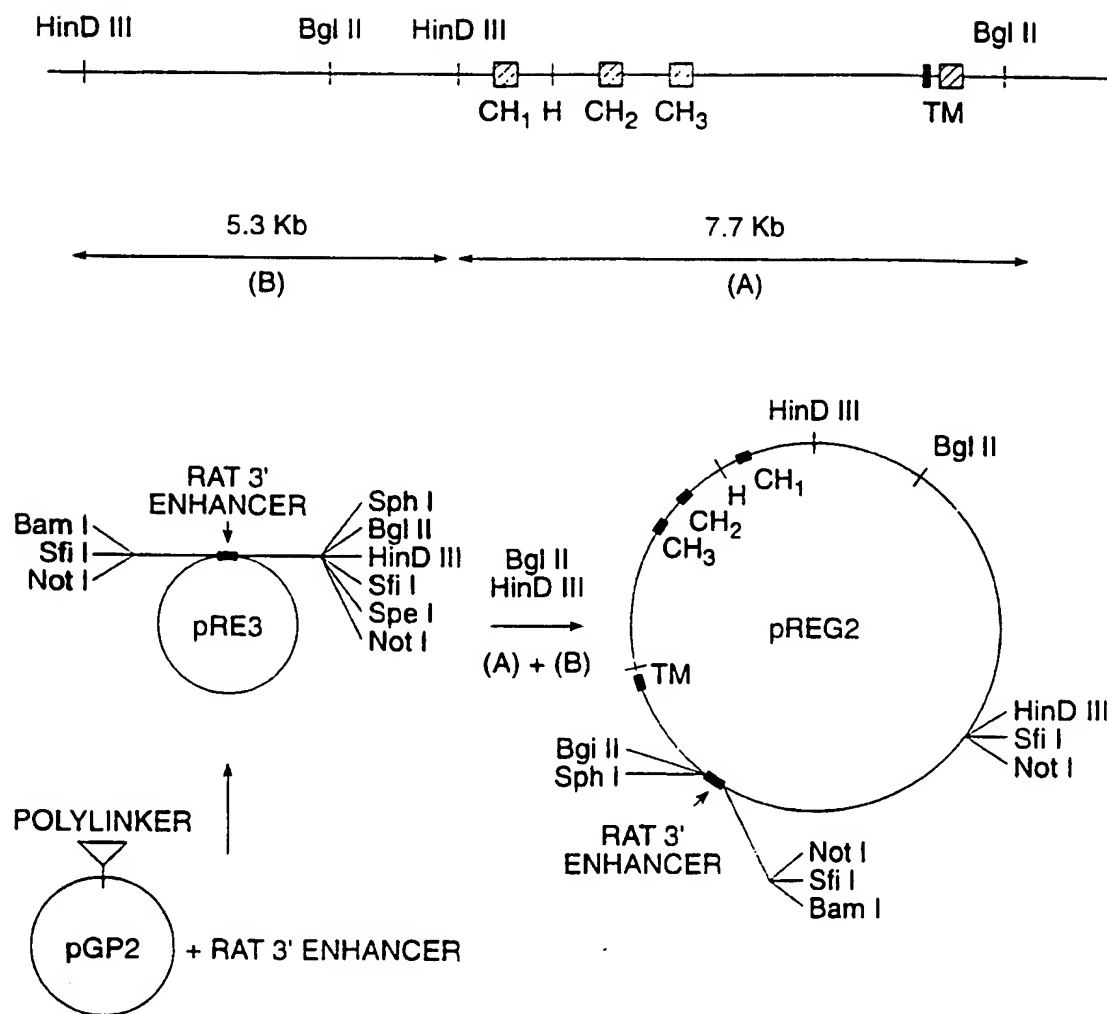 HinD III Bgl II HinD III Bgl II
CH1 H CH2 CH3 TM
5.3 Kb 7.7 Kb
(B) (A)
RAT 3'
ENHANCER
Bam I
Sfi I
Not I
Sph I
Bgl II
HinD III
Sfi I
Spe I
Not I
pRE3
Bgl II
HinD III
(A) + (B)
HinD III
Bgl II
CH1
H
CH2
CH3
pREG2
TM
Bgi II
Sph I
HinD III
Sfi I
Not I
RAT 3'
ENHANCER
Not I
Sfi I
Bam I
POLYLINKER
pGP2 + RAT 3' ENHANCER